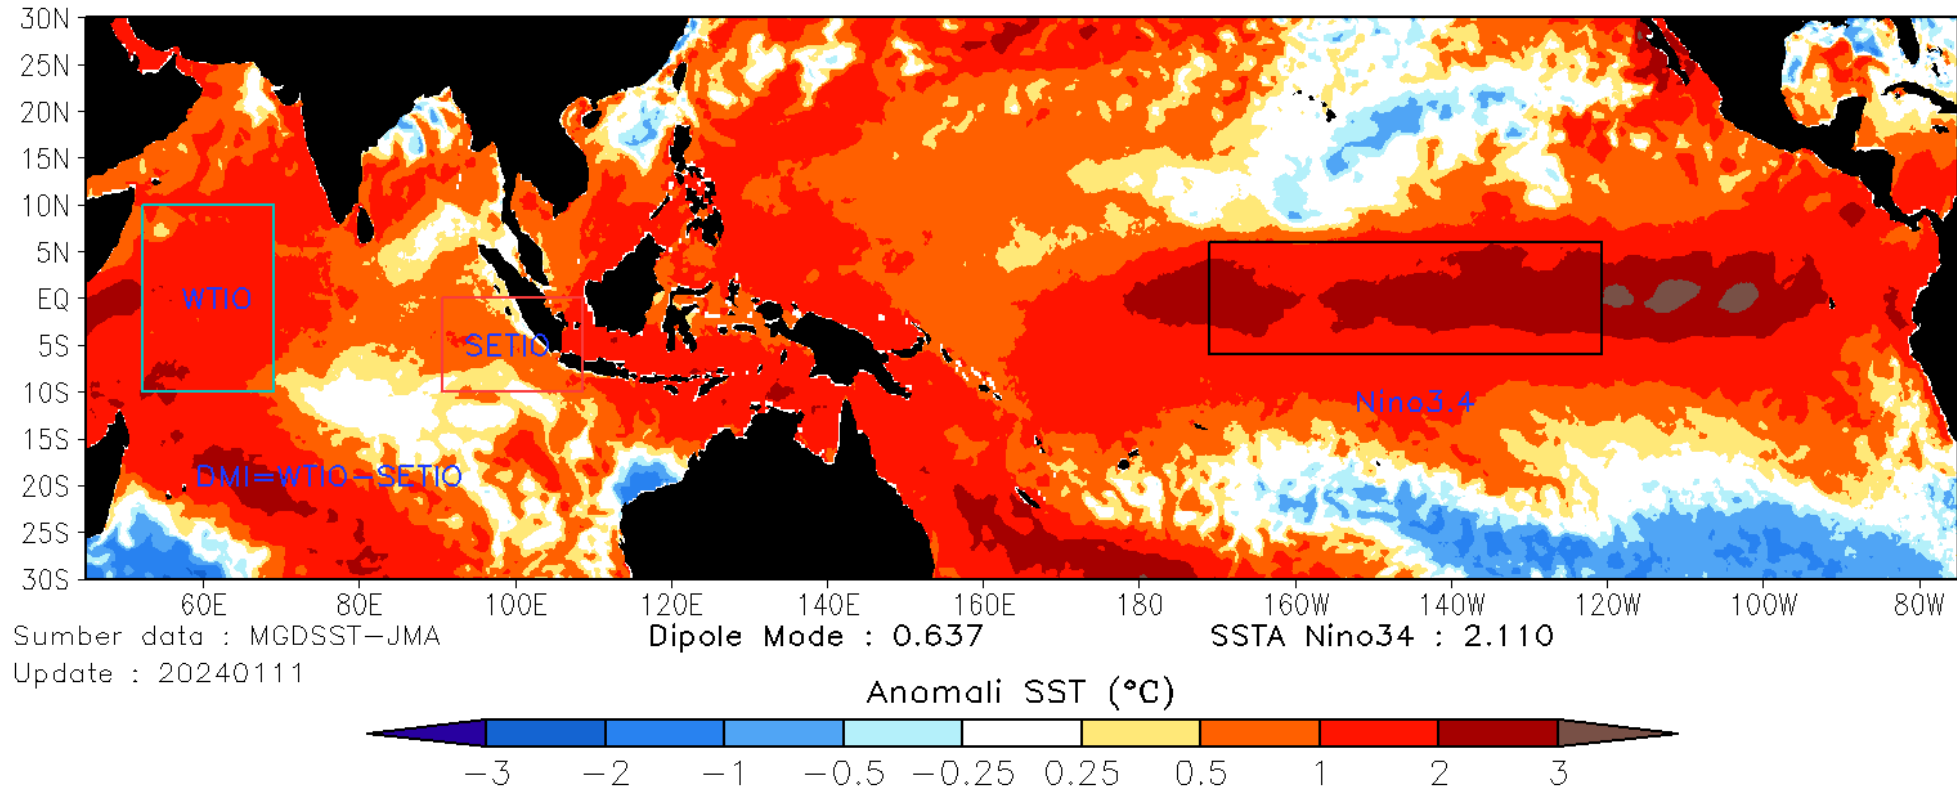 30N
25N
20N
15N
10N
5N
EQ
5S
10S
15S
20S
25S
30S
WTIO
SETIO
Nino3.4
DMI=WTIO-SETIO
60E 80E 100E 120E 140E 160E 180 160W 140W 120W 100W 80W
Sumber data : MGDSST-JMA Dipole Mode : 0.637 SSTA Nino34 : 2.110
Update : 20240111
Anomali SST (°C)
-3 -2 -1 -0.5 -0.25 0.25 0.5 1 2 3